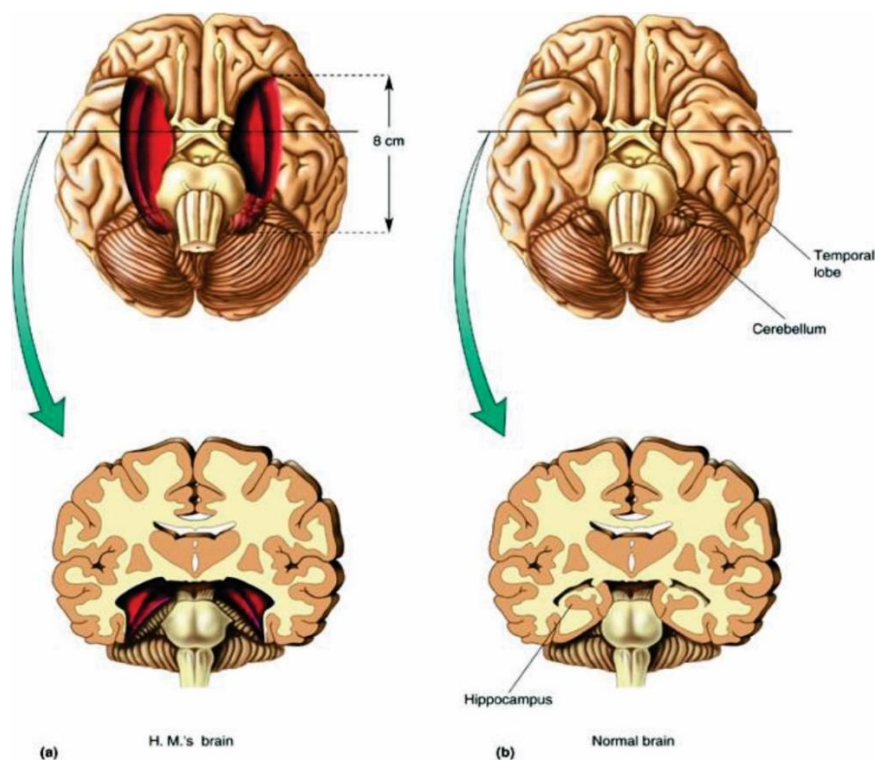 8 cm
Temporal
lobe
Cerebellum
Hippocampus
(a)
H. M.'s brain
(b)
Normal brain